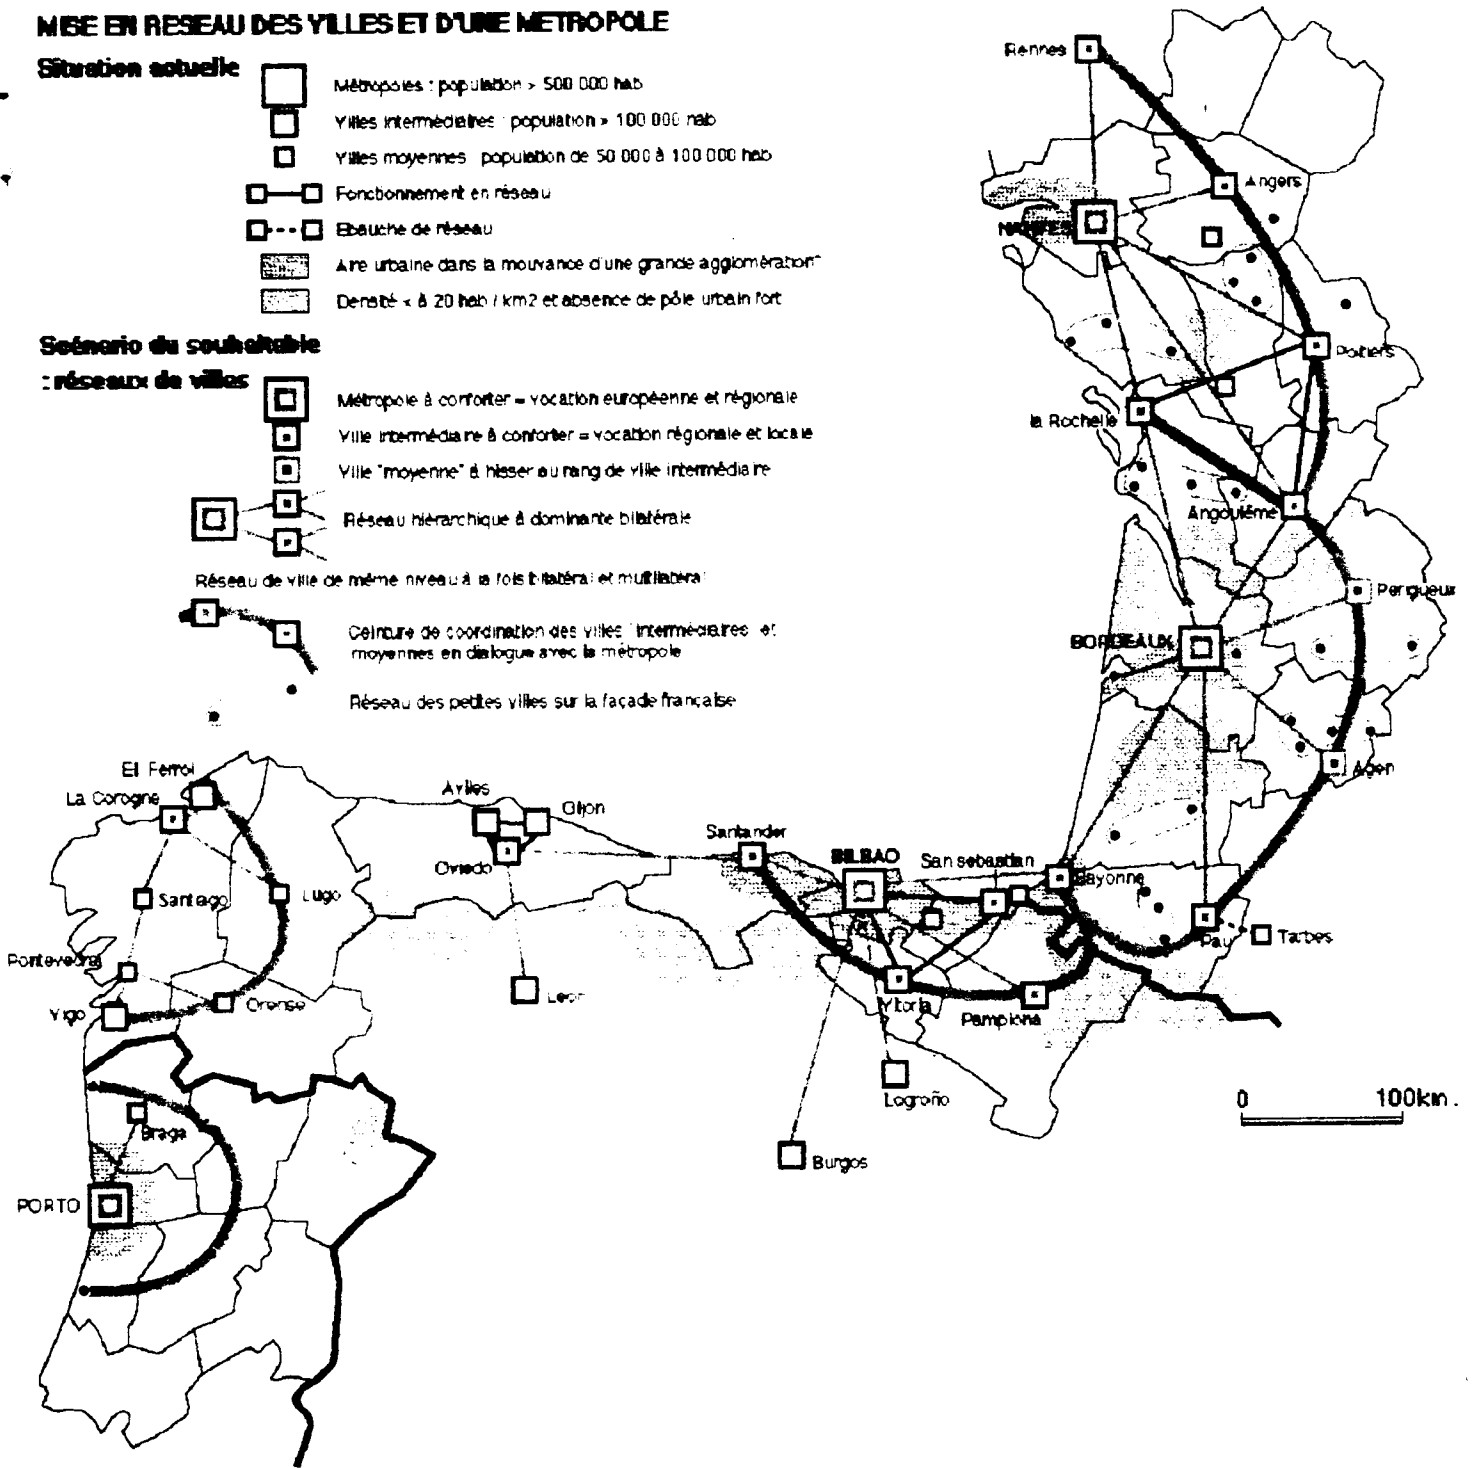 MISE EN RESEAU DES VILLES ET D'UNE METROPOLE
Situation actuelle
Métropoles : population > 500 000 hab
Villes intermédiaires : population > 100 000 hab
Villes moyennes : population de 50 000 à 100 000 hab
Fonctionnement en réseau
Ebauche de réseau
Aire urbaine dans la mouvance d'une grande agglomération"
Densité < à 20 hab / km2 et absence de pôle urbain fort
Scénario du souhaitable
: réseaux de villes
Métropole à conforter = vocation européenne et régionale
Ville intermédiaire à conforter = vocation régionale et locale
Ville "moyenne" à hisser au rang de ville intermédiaire
Réseau hiérarchique à dominante bilatérale
Réseau de ville de même niveau à la fois bilatéral et multilatéral
Ceinture de coordination des villes intermédiaires et
moyennes en dialogue avec la métropole
Réseau des petites villes sur la façade française
Rennes
Angers
NANTES
Poitiers
la Rochelle
Angoulême
Périgueux
BORDEAUX
Agen
El Ferrol
La Corogne
Aviles
Gijon
Oviedo
Santander
BILBAO
San sebastian
Bayonne
Santiago
Lugo
Pau
Tarbes
Pontevedra
Leon
Vigo
Orense
Vitoria
Pamplona
Logroño
0 100km.
Braga
Burgos
PORTO